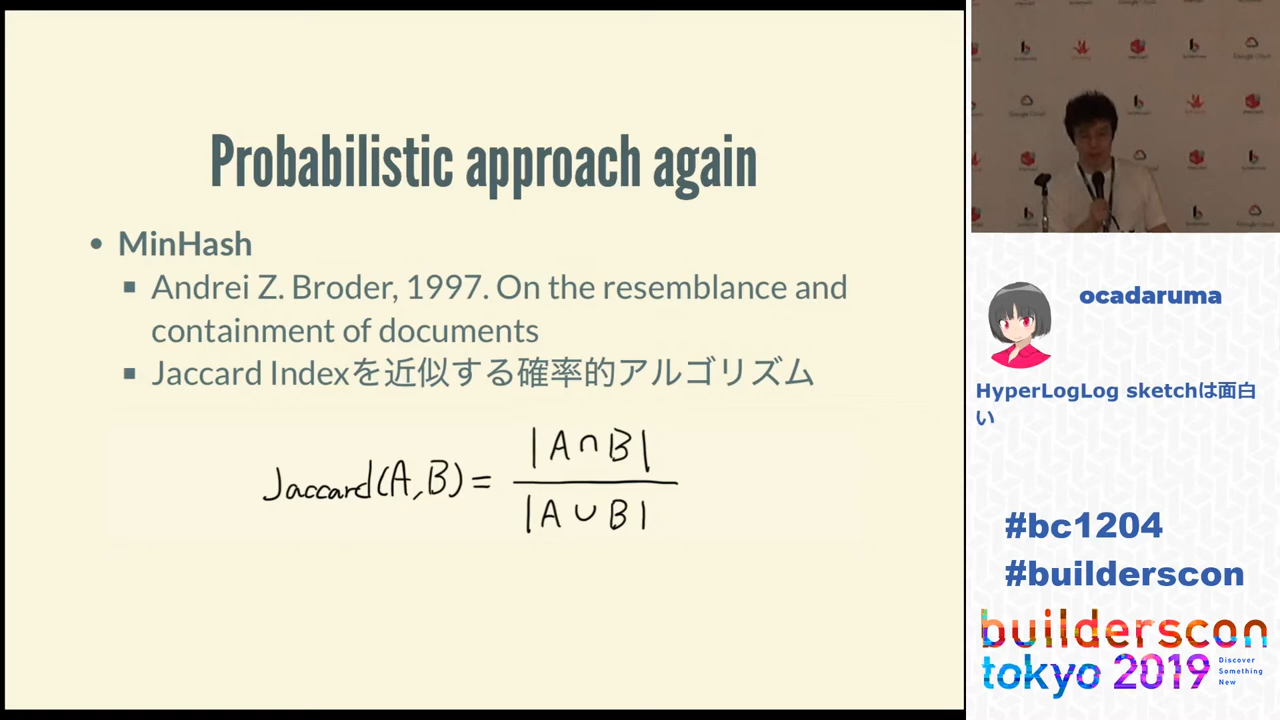 Probabilistic approach again
• MinHash
▪ Andrei Z. Broder, 1997. On the resemblance and
containment of documents
▪ Jaccard Indexを近似する確率的アルゴリズム
Jaccard(A,B) =
|A∩B|
|A∪B|
ocadaruma
HyperLogLog sketchは面白
い
#bc1204
#builderscon
builderscon
tokyo 2019
Discover
Something
New